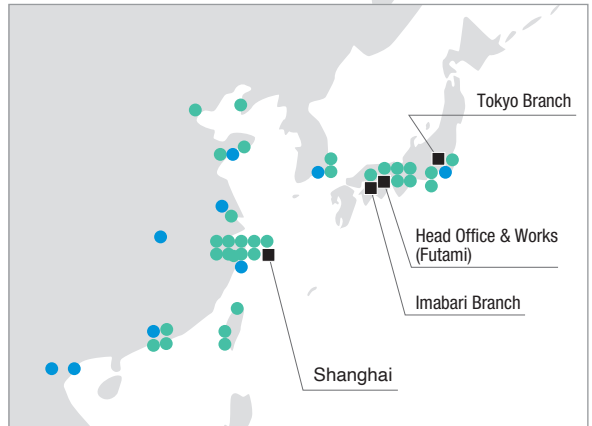 Tokyo Branch
Head Office & Works
(Futami)
Imabari Branch
Shanghai